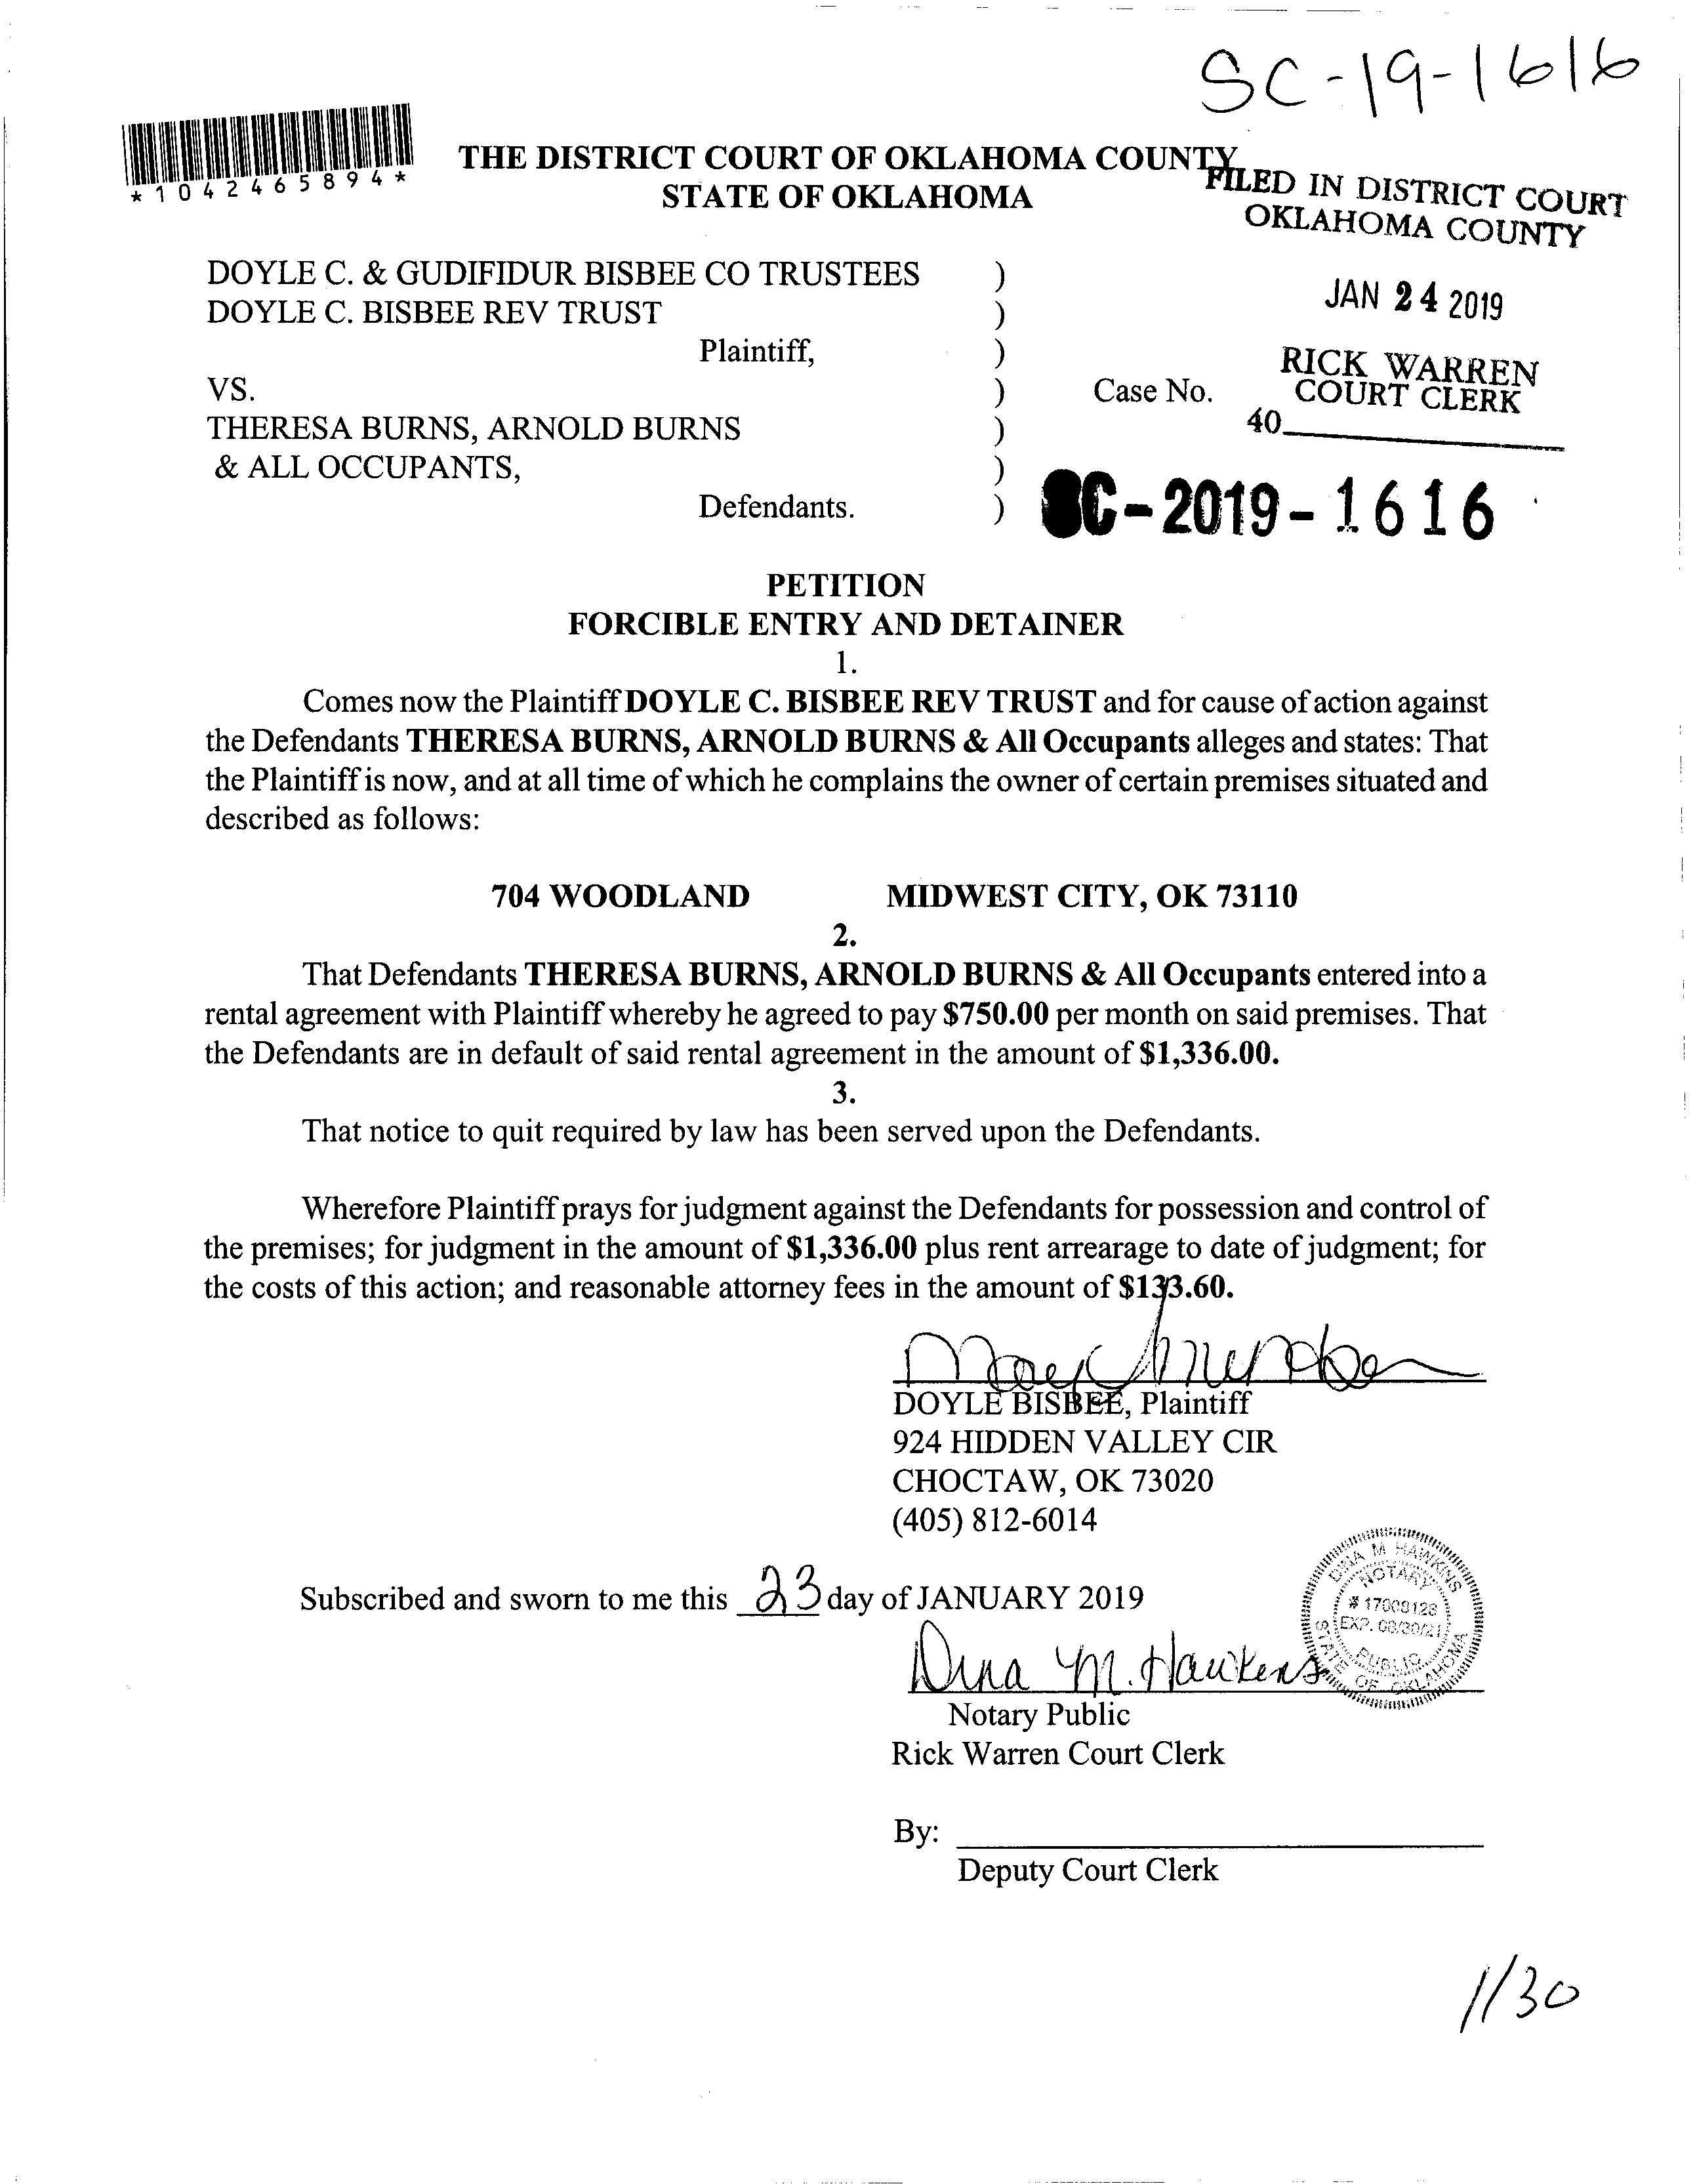 SC-19-1616
*1042465894*
THE DISTRICT COURT OF OKLAHOMA COUNTY
STATE OF OKLAHOMA
FILED IN DISTRICT COURT
OKLAHOMA COUNTY
JAN 24 2019
RICK WARREN
COURT CLERK
40
DOYLE C. & GUDIFIDUR BISBEE CO TRUSTEES )
DOYLE C. BISBEE REV TRUST )
Plaintiff, )
VS. ) Case No.
THERESA BURNS, ARNOLD BURNS )
& ALL OCCUPANTS, )
Defendants. ) SC-2019-1616
PETITION
FORCIBLE ENTRY AND DETAINER
1.
Comes now the Plaintiff DOYLE C. BISBEE REV TRUST and for cause of action against
the Defendants THERESA BURNS, ARNOLD BURNS & All Occupants alleges and states: That
the Plaintiff is now, and at all time of which he complains the owner of certain premises situated and
described as follows:
704 WOODLAND MIDWEST CITY, OK 73110
2.
That Defendants THERESA BURNS, ARNOLD BURNS & All Occupants entered into a
rental agreement with Plaintiff whereby he agreed to pay $750.00 per month on said premises. That
the Defendants are in default of said rental agreement in the amount of $1,336.00.
3.
That notice to quit required by law has been served upon the Defendants.
Wherefore Plaintiff prays for judgment against the Defendants for possession and control of
the premises; for judgment in the amount of $1,336.00 plus rent arrearage to date of judgment; for
the costs of this action; and reasonable attorney fees in the amount of $133.60.
DOYLE BISBEE, Plaintiff
924 HIDDEN VALLEY CIR
CHOCTAW, OK 73020
(405) 812-6014
Subscribed and sworn to me this 23 day of JANUARY 2019
DINA M HAWKINS
NOTARY
# 17008128
EXP. 08/30/21
PUBLIC
STATE OF OKLAHOMA
Dina M. Hawkins
Notary Public
Rick Warren Court Clerk
By:
Deputy Court Clerk
1/30